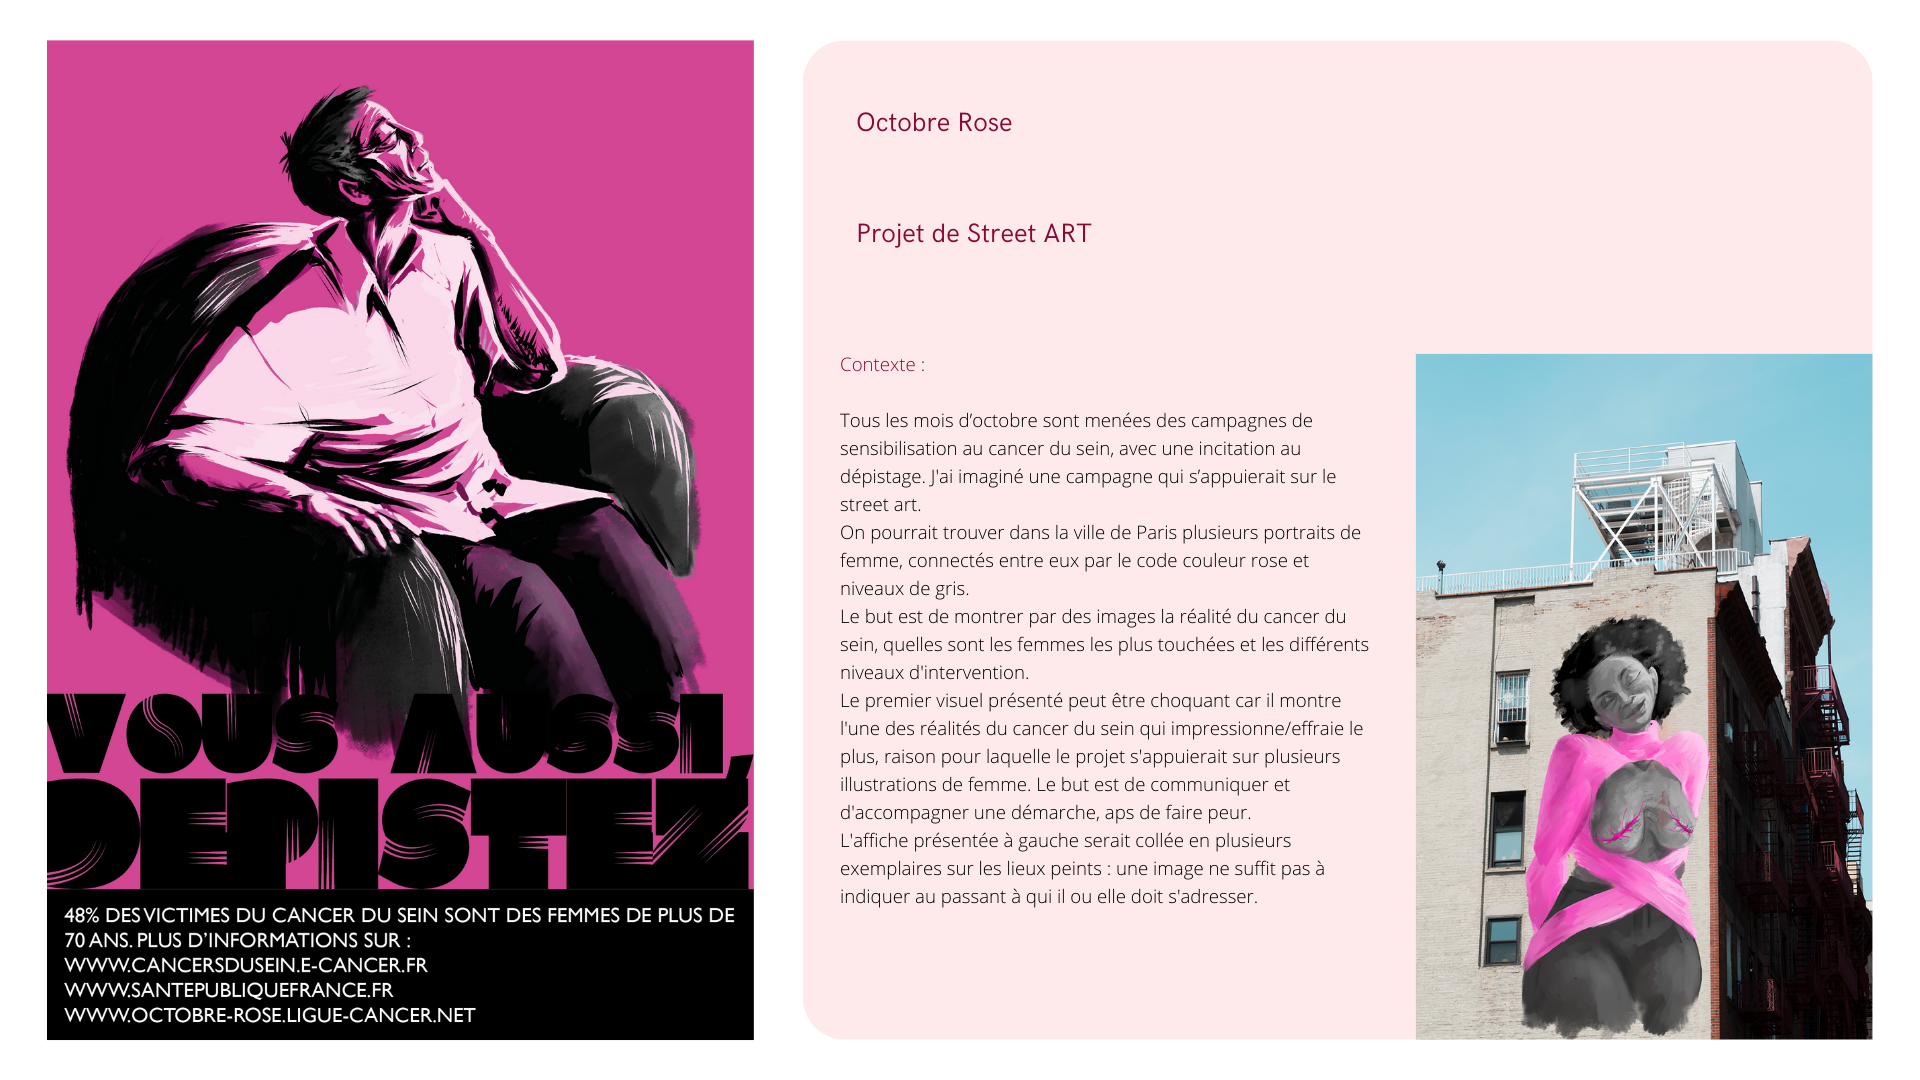 VOUS AUSSI,
DEPISTEZ
48% DES VICTIMES DU CANCER DU SEIN SONT DES FEMMES DE PLUS DE
70 ANS. PLUS D’INFORMATIONS SUR :
WWW.CANCERSDUSEIN.E-CANCER.FR
WWW.SANTEPUBLIQUEFRANCE.FR
WWW.OCTOBRE-ROSE.LIGUE-CANCER.NET
Octobre Rose
Projet de Street ART
Contexte :
Tous les mois d’octobre sont menées des campagnes de
sensibilisation au cancer du sein, avec une incitation au
dépistage. J'ai imaginé une campagne qui s’appuierait sur le
street art.
On pourrait trouver dans la ville de Paris plusieurs portraits de
femme, connectés entre eux par le code couleur rose et
niveaux de gris.
Le but est de montrer par des images la réalité du cancer du
sein, quelles sont les femmes les plus touchées et les différents
niveaux d'intervention.
Le premier visuel présenté peut être choquant car il montre
l'une des réalités du cancer du sein qui impressionne/effraie le
plus, raison pour laquelle le projet s'appuierait sur plusieurs
illustrations de femme. Le but est de communiquer et
d'accompagner une démarche, aps de faire peur.
L'affiche présentée à gauche serait collée en plusieurs
exemplaires sur les lieux peints : une image ne suffit pas à
indiquer au passant à qui il ou elle doit s'adresser.